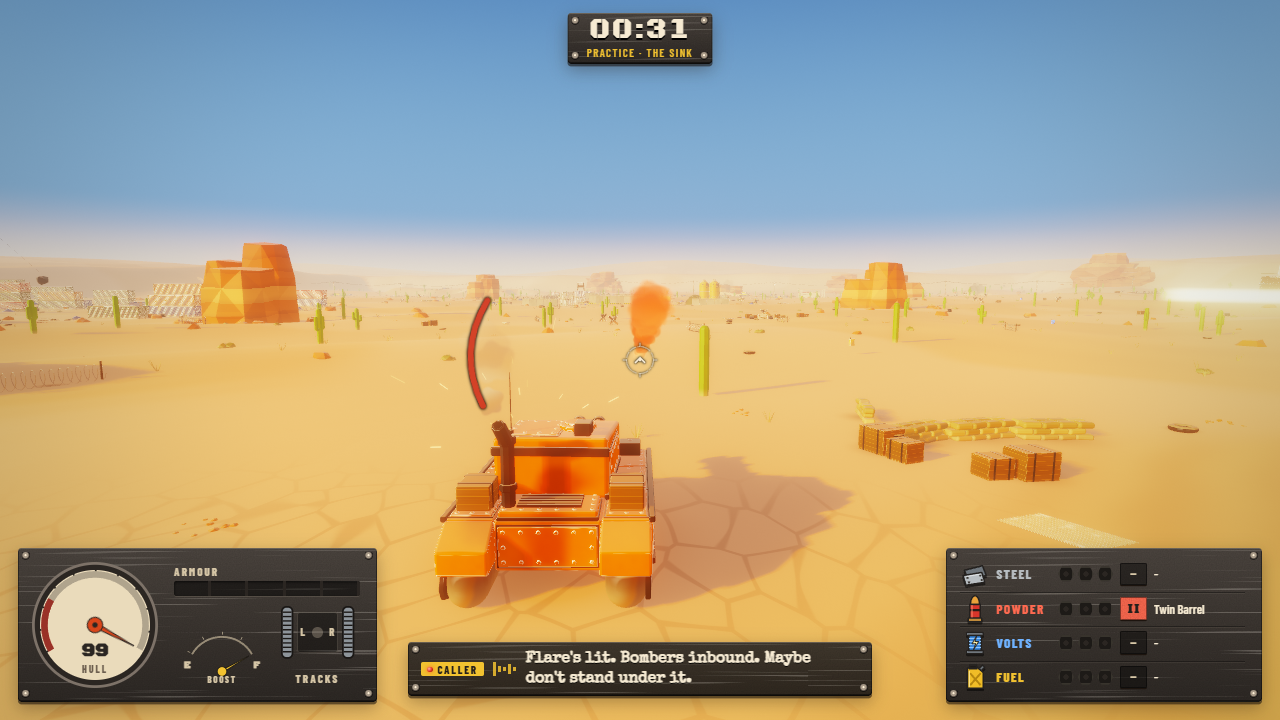 00:31
PRACTICE - THE SINK
ARMOUR
99
HULL
E
F
BOOST
L
R
TRACKS
CALLER
Flare's lit. Bombers inbound. Maybe
don't stand under it.
STEEL
-
-
POWDER
II
Twin Barrel
VOLTS
-
-
FUEL
-
-